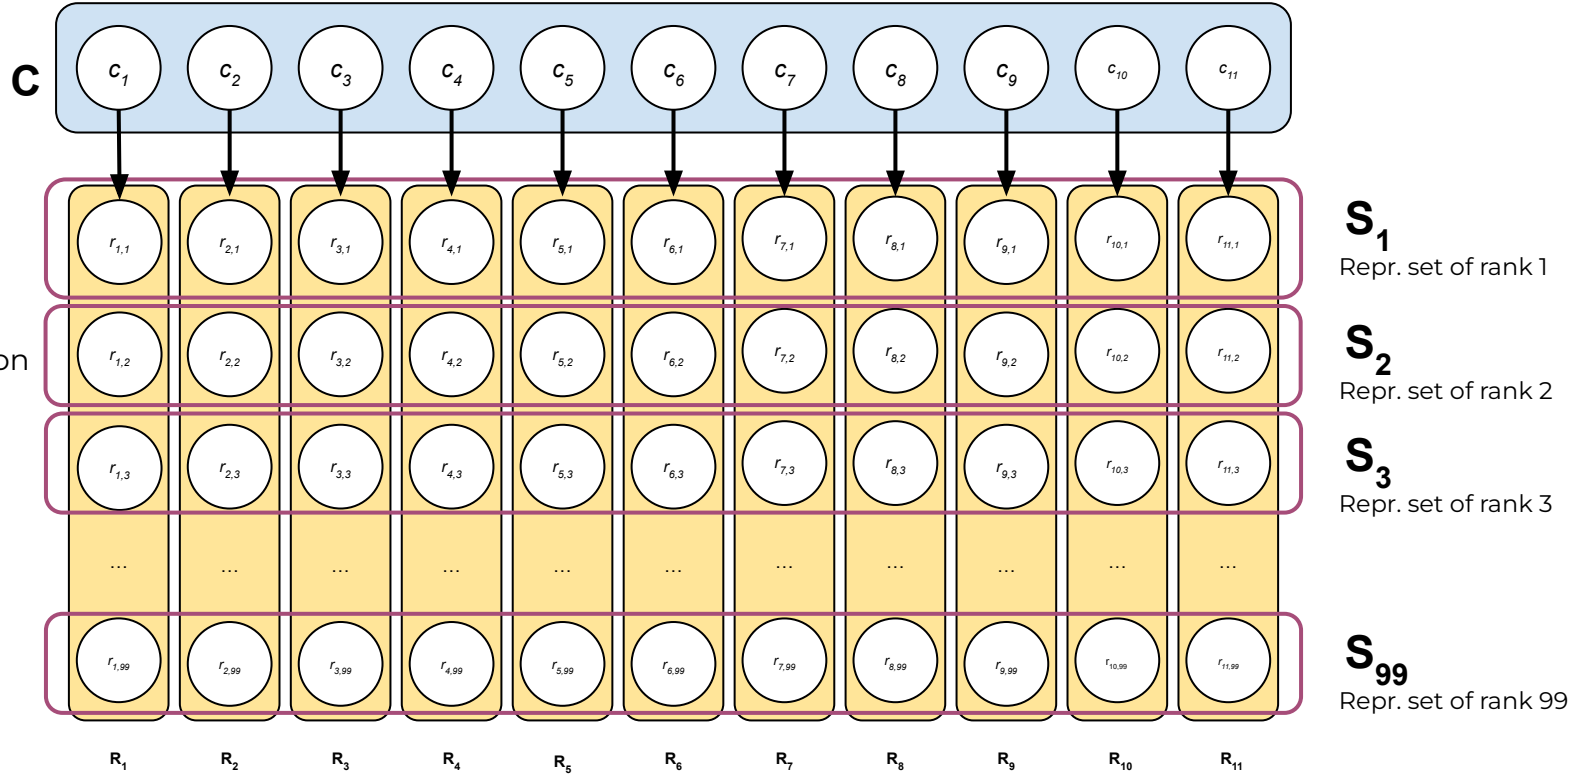 C c1 c2 c3 c4 c5 c6 c7 c8 c9 c10 c11
r1,1 r2,1 r3,1 r4,1 r5,1 r6,1 r7,1 r8,1 r9,1 r10,1 r11,1 S1
Repr. set of rank 1
on r1,2 r2,2 r3,2 r4,2 r5,2 r6,2 r7,2 r8,2 r9,2 r10,2 r11,2 S2
Repr. set of rank 2
r1,3 r2,3 r3,3 r4,3 r5,3 r6,3 r7,3 r8,3 r9,3 r10,3 r11,3 S3
Repr. set of rank 3
... ... ... ... ... ... ... ... ... ... ...
r1,99 r2,99 r3,99 r4,99 r5,99 r6,99 r7,99 r8,99 r9,99 r10,99 r11,99 S99
Repr. set of rank 99
R1 R2 R3 R4 R5 R6 R7 R8 R9 R10 R11